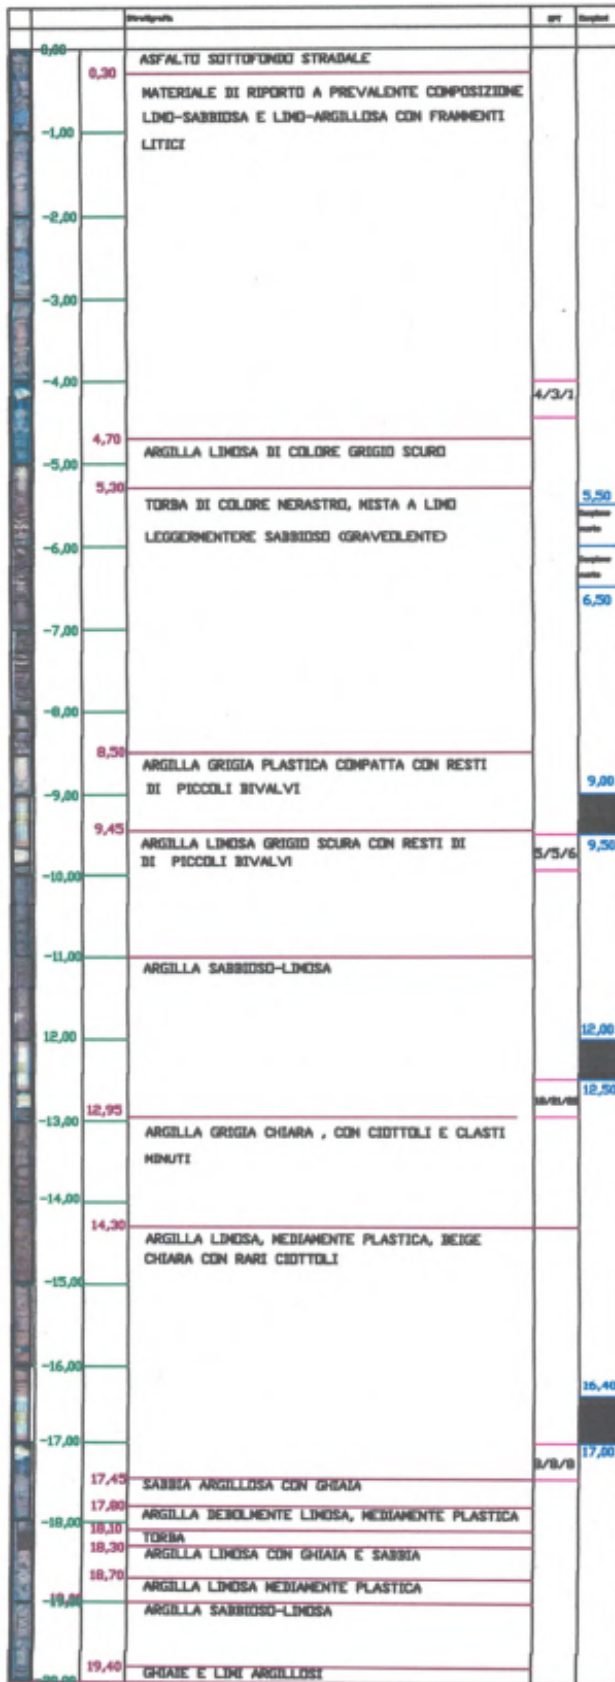 Stratigrafia SPT Campioni
0,00
ASFALTO SOTTOFONDO STRADALE
0,30
MATERIALE DI RIPORTO A PREVALENTE COMPOSIZIONE
LIMO-SABBIOSA E LIMO-ARGILLOSA CON FRAMMENTI
LITICI
-1,00
-2,00
-3,00
-4,00
4/3/1
4,70
ARGILLA LIMOSA DI COLORE GRIGIO SCURO
-5,00
5,30
TORBA DI COLORE NERASTRO, MISTA A LIMO
5,50
LEGGERMENTERE SABBIOSO (GRAVEOLENTE)
-6,00
6,50
-7,00
-8,00
8,50
ARGILLA GRIGIA PLASTICA COMPATTA CON RESTI
DI PICCOLI BIVALVI
9,00
-9,00
9,45
ARGILLA LIMOSA GRIGIO SCURA CON RESTI DI
DI PICCOLI BIVALVI
5/5/6
9,50
-10,00
-11,00
ARGILLA SABBIOSO-LIMOSA
12,00
12,00
12,50
12,95
-13,00
ARGILLA GRIGIA CHIARA , CON CIOTTOLI E CLASTI
MINUTI
-14,00
14,30
ARGILLA LIMOSA, MEDIAMENTE PLASTICA, BEIGE
CHIARA CON RARI CIOTTOLI
-15,00
-16,00
16,40
-17,00
17,00
8/8/8
17,45
SABBIA ARGILLOSA CON GHIAIA
17,80
ARGILLA DEBOLMENTE LIMOSA, MEDIAMENTE PLASTICA
-18,00
18,10
TORBA
18,30
ARGILLA LIMOSA CON GHIAIA E SABBIA
18,70
ARGILLA LIMOSA MEDIAMENTE PLASTICA
-19,00
ARGILLA SABBIOSO-LIMOSA
19,40
GHIAIE E LIMI ARGILLOSI
-20,00